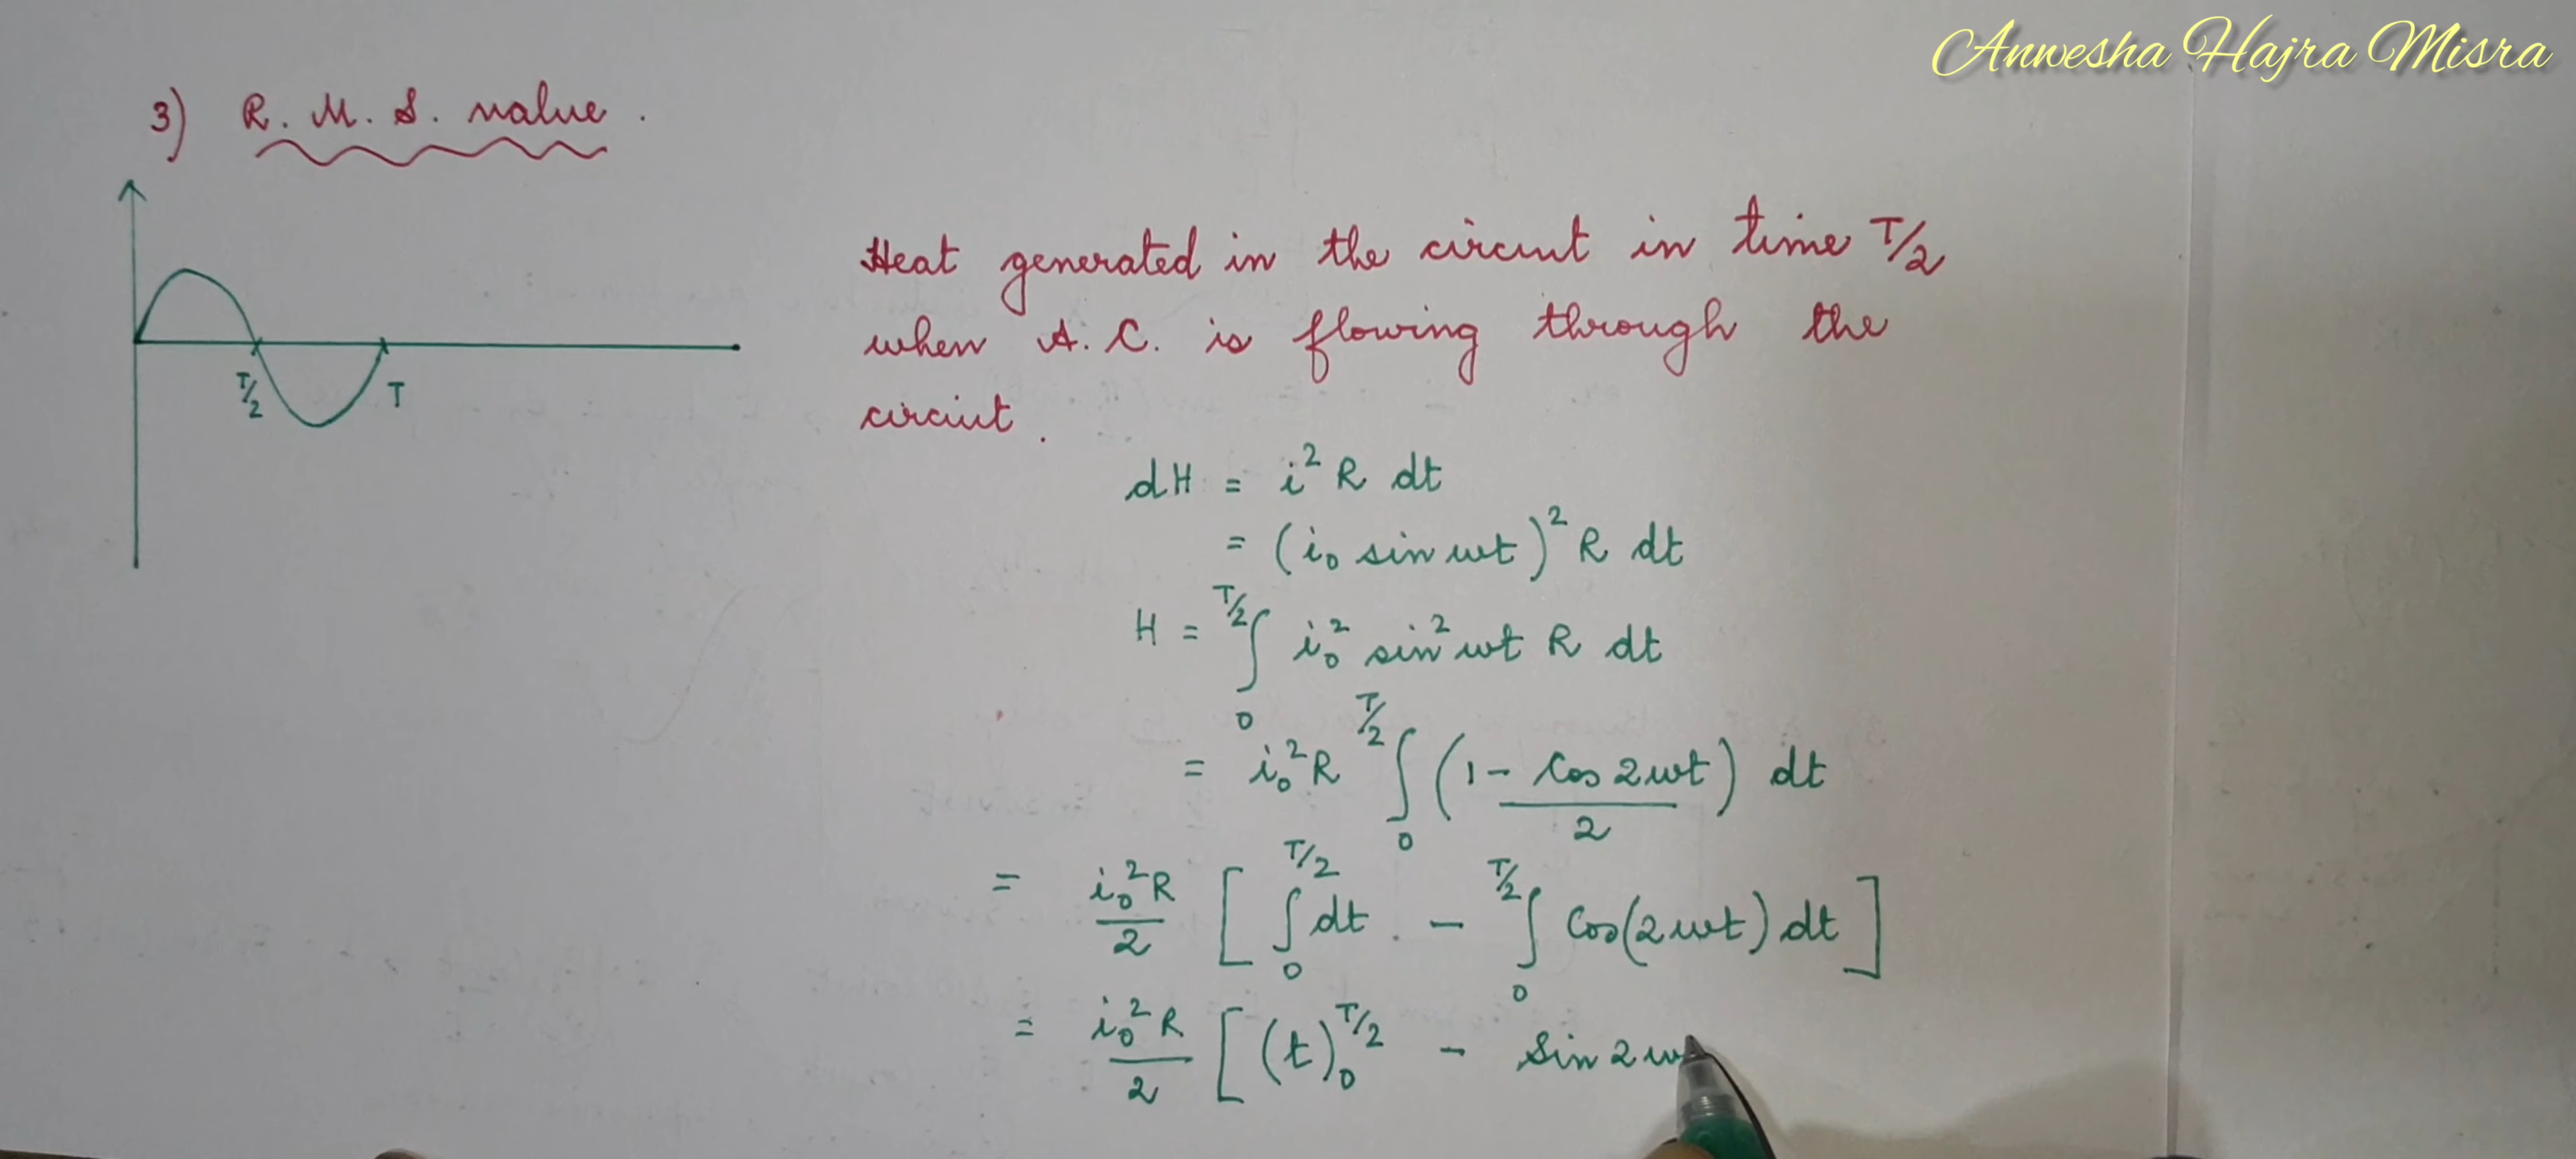 Anwesha Hajra Misra
3) R. M. S. value.
T/2
T
Heat generated in the circuit in time T/2
when A. C. is flowing through the
circuit.
dH = i² R dt
= (i₀ sin ωt)² R dt
H = ∫₀^{T/2} i₀² sin² ωt R dt
= i₀² R ∫₀^{T/2} (1 - Cos 2ωt)/2 dt
= i₀² R/2 [ ∫₀^{T/2} dt - ∫₀^{T/2} Cos(2ωt) dt ]
= i₀² R/2 [ (t)₀^{T/2} - Sin 2ω